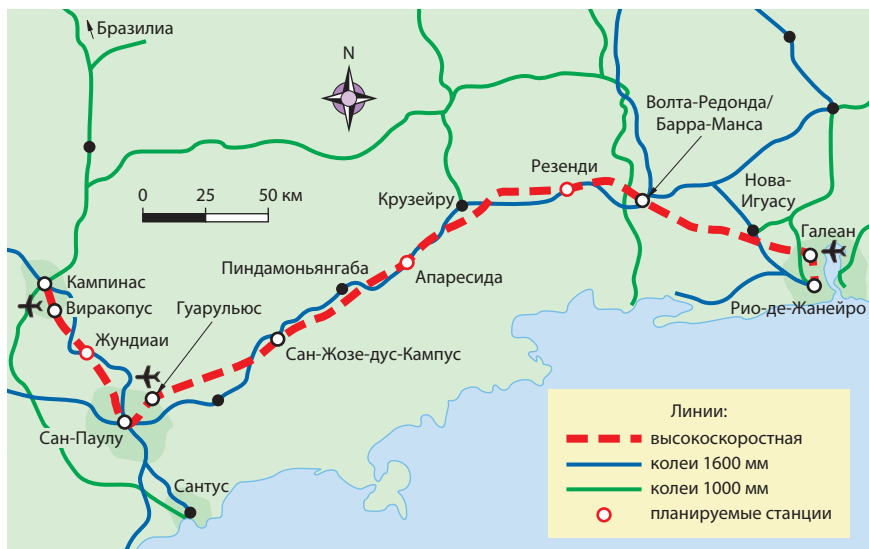 Бразилиа
N
Волта-Редонда/
Барра-Манса
Резенди
0 25 50 км
Нова-
Игуасу
Крузейру
Галеан
Пиндамоньянгаба
Апаресида
Кампинас
Гуарульюс
Виракопус
Рио-де-Жанейро
Жундиаи
Сан-Жозе-дус-Кампус
Сан-Паулу
Сантус
Линии:
высокоскоростная
колеи 1600 мм
колеи 1000 мм
планируемые станции